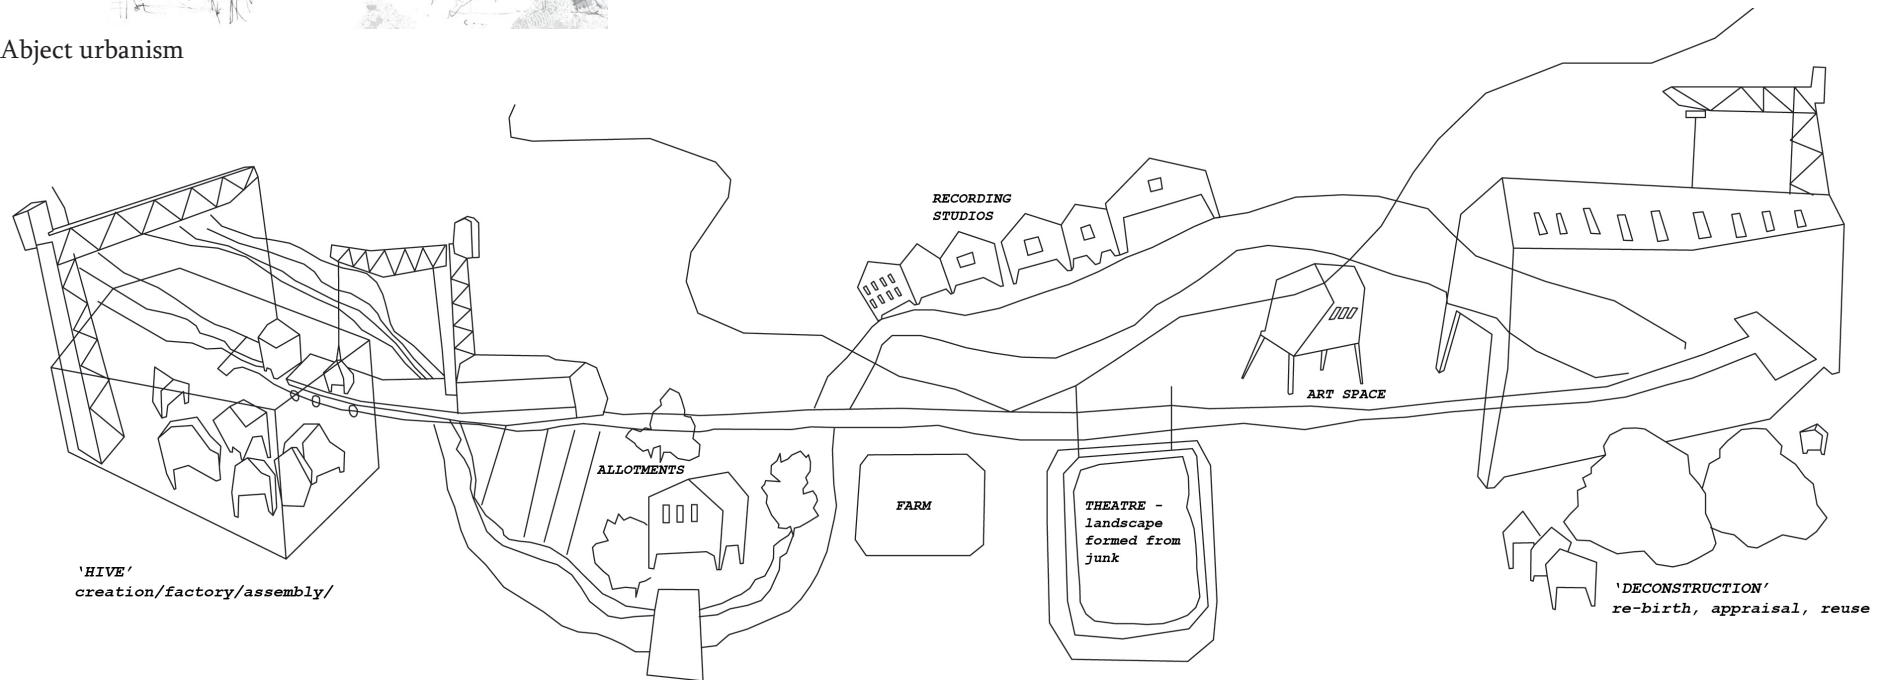 Abject urbanism
RECORDING
STUDIOS
ART SPACE
ALLOTMENTS
FARM
THEATRE -
landscape
formed from
junk
‘HIVE’
creation/factory/assembly/
‘DECONSTRUCTION’
re-birth, appraisal, reuse